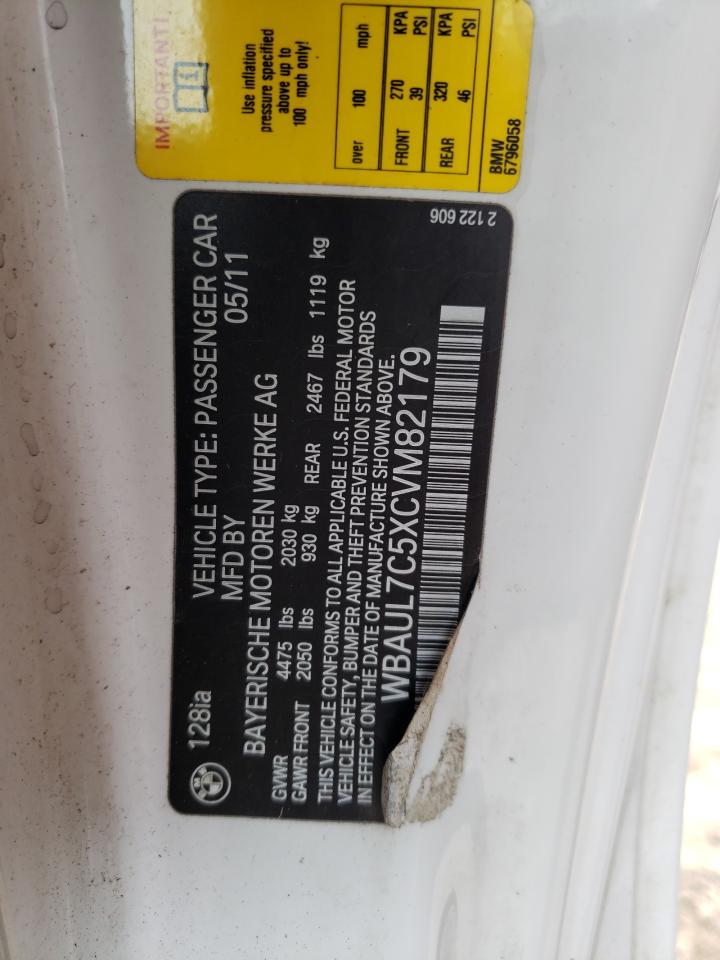 IMPORTANT!
Use inflation
pressure specified
above up to
100 mph only!
over 100 mph
FRONT 270 KPA
39 PSI
REAR 320 KPA
46 PSI
BMW
6796058
128ia VEHICLE TYPE: PASSENGER CAR
MFD BY 05/11
BAYERISCHE MOTOREN WERKE AG
GVWR 4475 lbs 2030 kg
GAWR FRONT 2050 lbs 930 kg REAR 2467 lbs 1119 kg
THIS VEHICLE CONFORMS TO ALL APPLICABLE U.S. FEDERAL MOTOR
VEHICLE SAFETY, BUMPER AND THEFT PREVENTION STANDARDS
IN EFFECT ON THE DATE OF MANUFACTURE SHOWN ABOVE.
WBAUL7C5XCVM82179
2 122 606